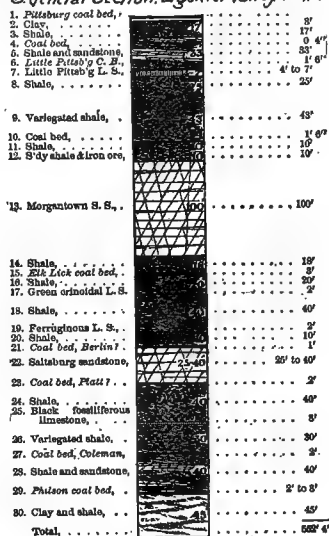 1. Pittsburg coal bed, . 8'
2. Clay, . . . . . . . 3'
3. Shale, . . . . . . 17'
4. Coal bed, . . . . . 0 4"
5. Shale and sandstone, 33'
6. Little Pittsb'g C. B., 1' 6"
7. Little Pittsb'g L. S., 4' to 7'
8. Shale, . . . . . . 25'
9. Variegated shale, . . 43'
10. Coal bed, . . . . . 1' 6"
11. Shale, . . . . . . 10'
12. S'dy shale & iron ore, 10'
13. Morgantown S. S., . . 100'
14. Shale, . . . . . . 18'
15. Elk Lick coal bed, . . 3'
16. Shale, . . . . . . 20'
17. Green crinoidal L. S. 2'
18. Shale, . . . . . . 40'
19. Ferruginous L. S., . . 2'
20. Shale, . . . . . . 10'
21. Coal bed, Berlin? . . 1'
22. Saltsburg sandstone, 25' to 40'
23. Coal bed, Platt? . . 2'
24. Shale, . . . . . . 40'
25. Black fossiliferous
limestone, . . . . 3'
26. Variegated shale, . . 30'
27. Coal bed, Coleman, 2'
28. Shale and sandstone, 40'
29. Philson coal bed, . . 2' to 3'
30. Clay and shale, . . 45'
Total, . . . . . . 4"